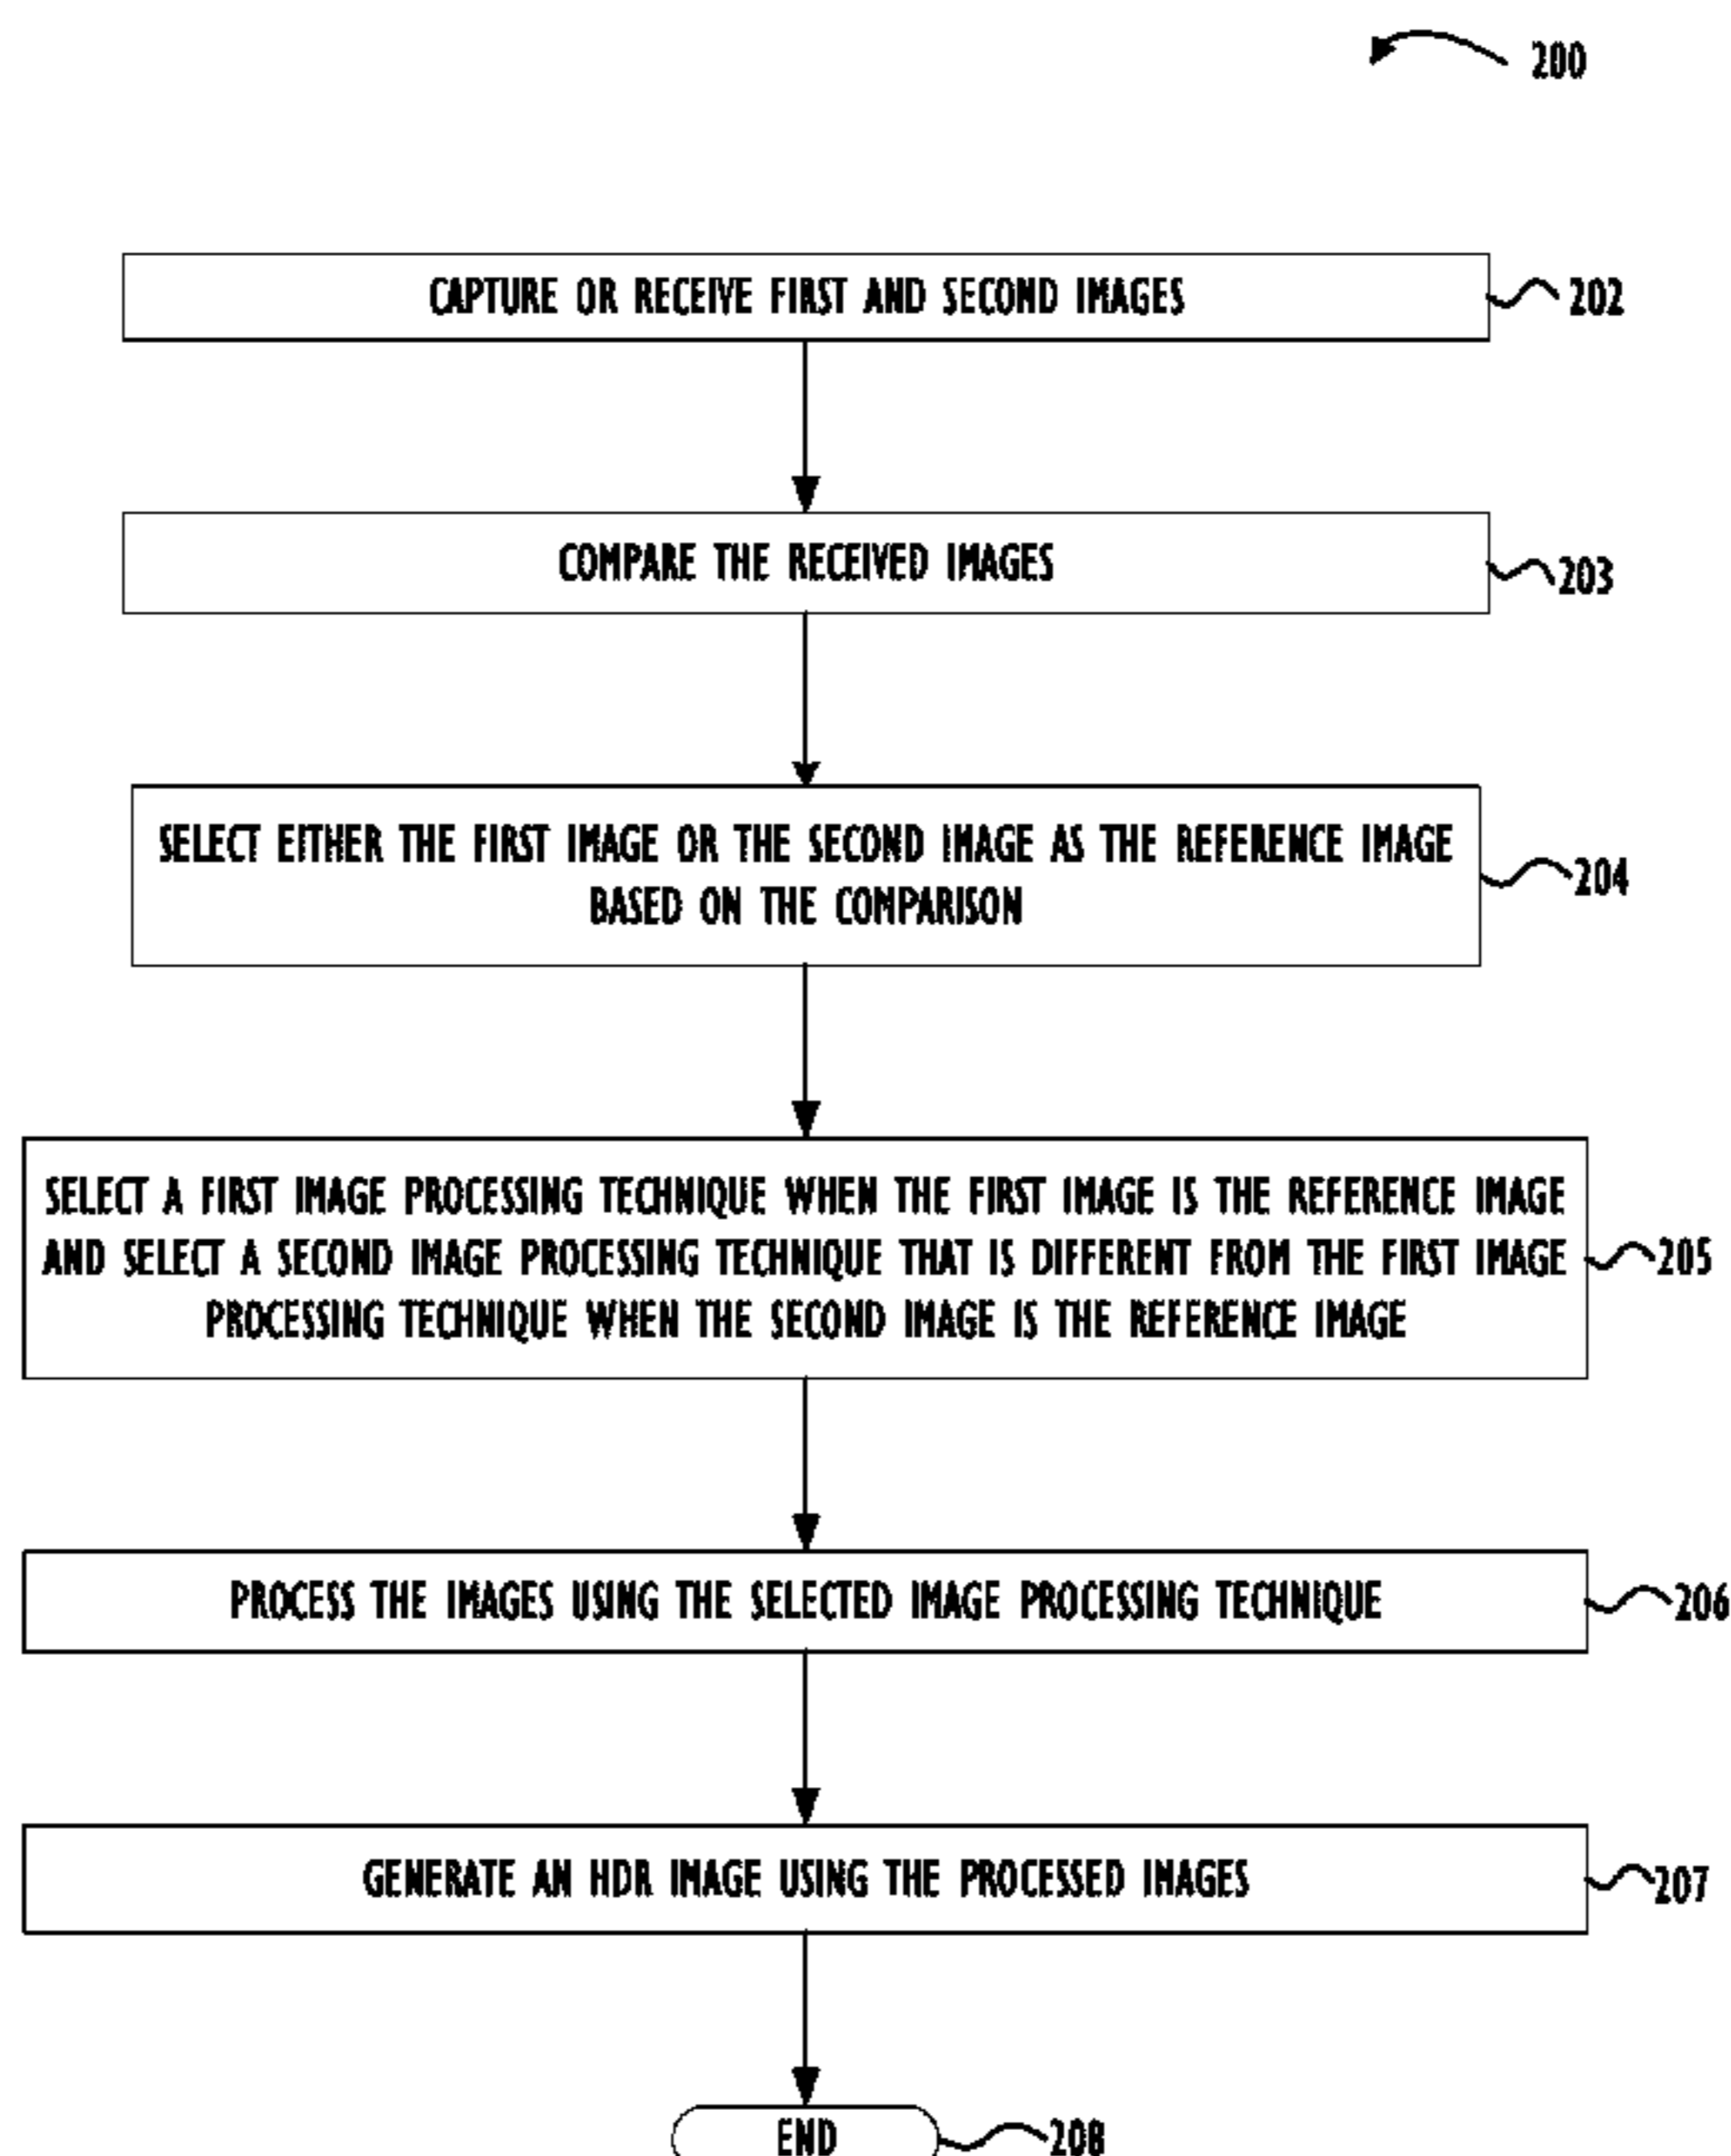 200
CAPTURE OR RECEIVE FIRST AND SECOND IMAGES
202
COMPARE THE RECEIVED IMAGES
203
SELECT EITHER THE FIRST IMAGE OR THE SECOND IMAGE AS THE REFERENCE IMAGE
BASED ON THE COMPARISON
204
SELECT A FIRST IMAGE PROCESSING TECHNIQUE WHEN THE FIRST IMAGE IS THE REFERENCE IMAGE
AND SELECT A SECOND IMAGE PROCESSING TECHNIQUE THAT IS DIFFERENT FROM THE FIRST IMAGE
PROCESSING TECHNIQUE WHEN THE SECOND IMAGE IS THE REFERENCE IMAGE
205
PROCESS THE IMAGES USING THE SELECTED IMAGE PROCESSING TECHNIQUE
206
GENERATE AN HDR IMAGE USING THE PROCESSED IMAGES
207
END
208